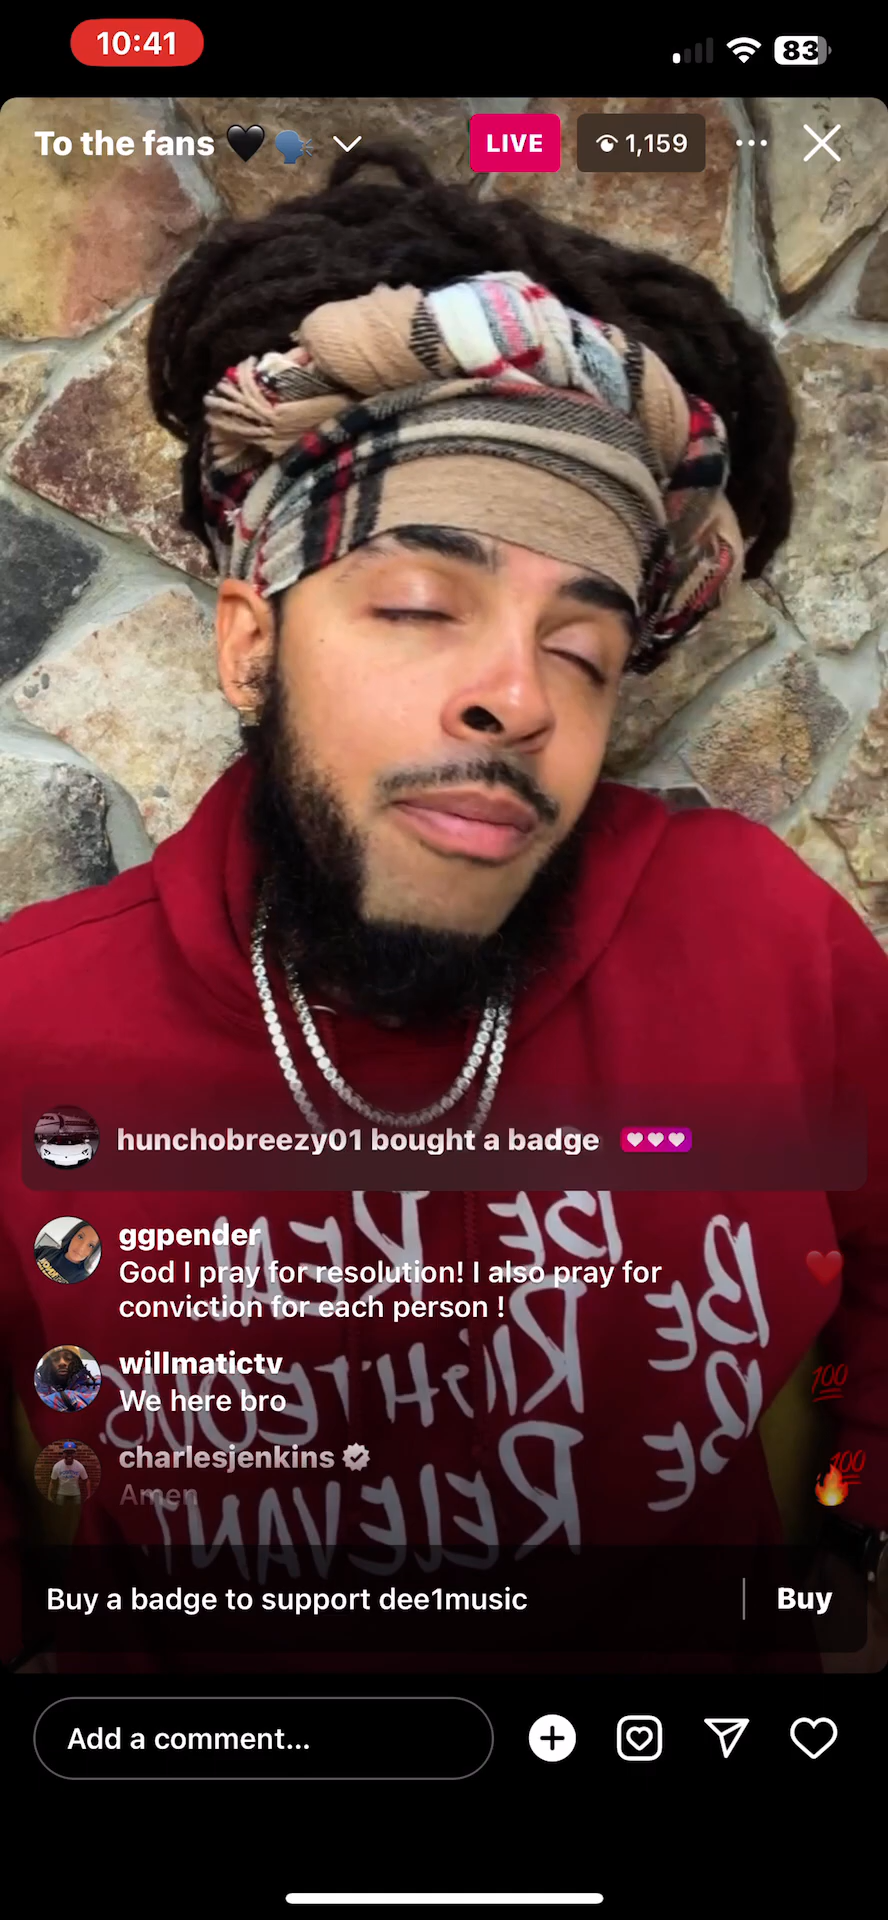 10:41
83
To the fans 🖤 🗣️
LIVE
1,159
hunchobreezy01 bought a badge
ggpender
God I pray for resolution! I also pray for
conviction for each person !
willmatictv
We here bro
charlesjenkins
Amen
BE REAL
BE RIGHTEOUS.
BE RELEVANT.
Buy a badge to support dee1music
Buy
Add a comment...